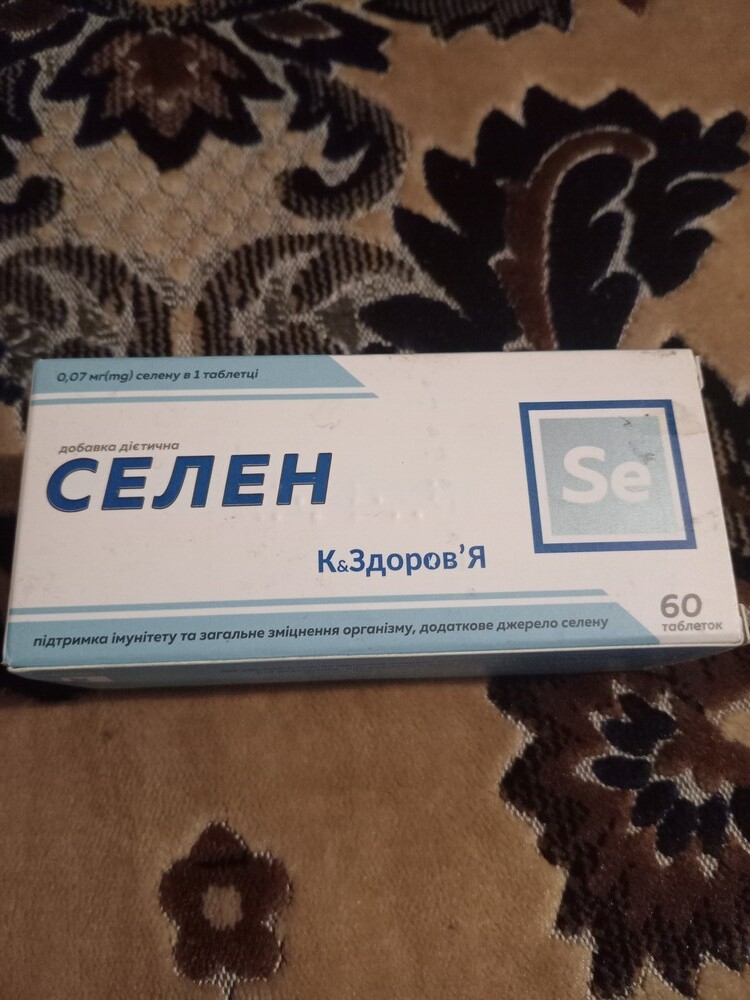 0,07 мг(mg) селену в 1 таблетці
добавка дієтична
СЕЛЕН
Se
К&Здоров'Я
60
таблеток
підтримка імунітету та загальне зміцнення організму, додаткове джерело селену